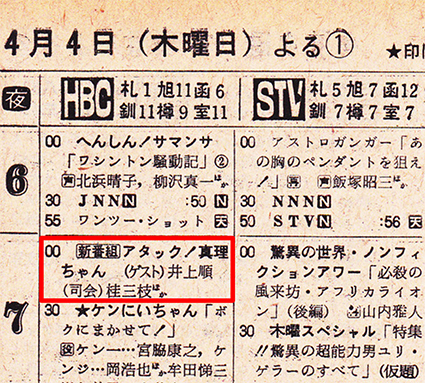 4月4日(木曜日)よる①
★印は
夜
HBC
札1旭11函6
釧11樽9室11
STV
札5旭7函12
釧7樽7室7
6
00 へんしん!サマンサ
「ワシントン騒動記」②
声北浜晴子,柳沢真一ほか
30 JNN N :50 N
55 ワンツー・ショット 天
00 アストロガンガー「あ
の胸のペンダントを狙え
!」再 声飯塚昭三ほか
30 NNN N
50 STV N :56 天
7
00 新番組アタック!真理
ちゃん (ゲスト)井上順
(司会)桂三枝ほか
30 ★ケンにいちゃん「ボ
クにまかせて!」
ケン一…宮脇康之,ケン
…岡浩也ほか牟田悌三
00 驚異の世界・ノンフィ
クションアワー「必殺の
風来坊・アフリカライオ
ン」(後編) 山内雅人
30 木曜スペシャル「特集
!!驚異の超能力男ユリ・
ゲラーのすべて」(仮題)